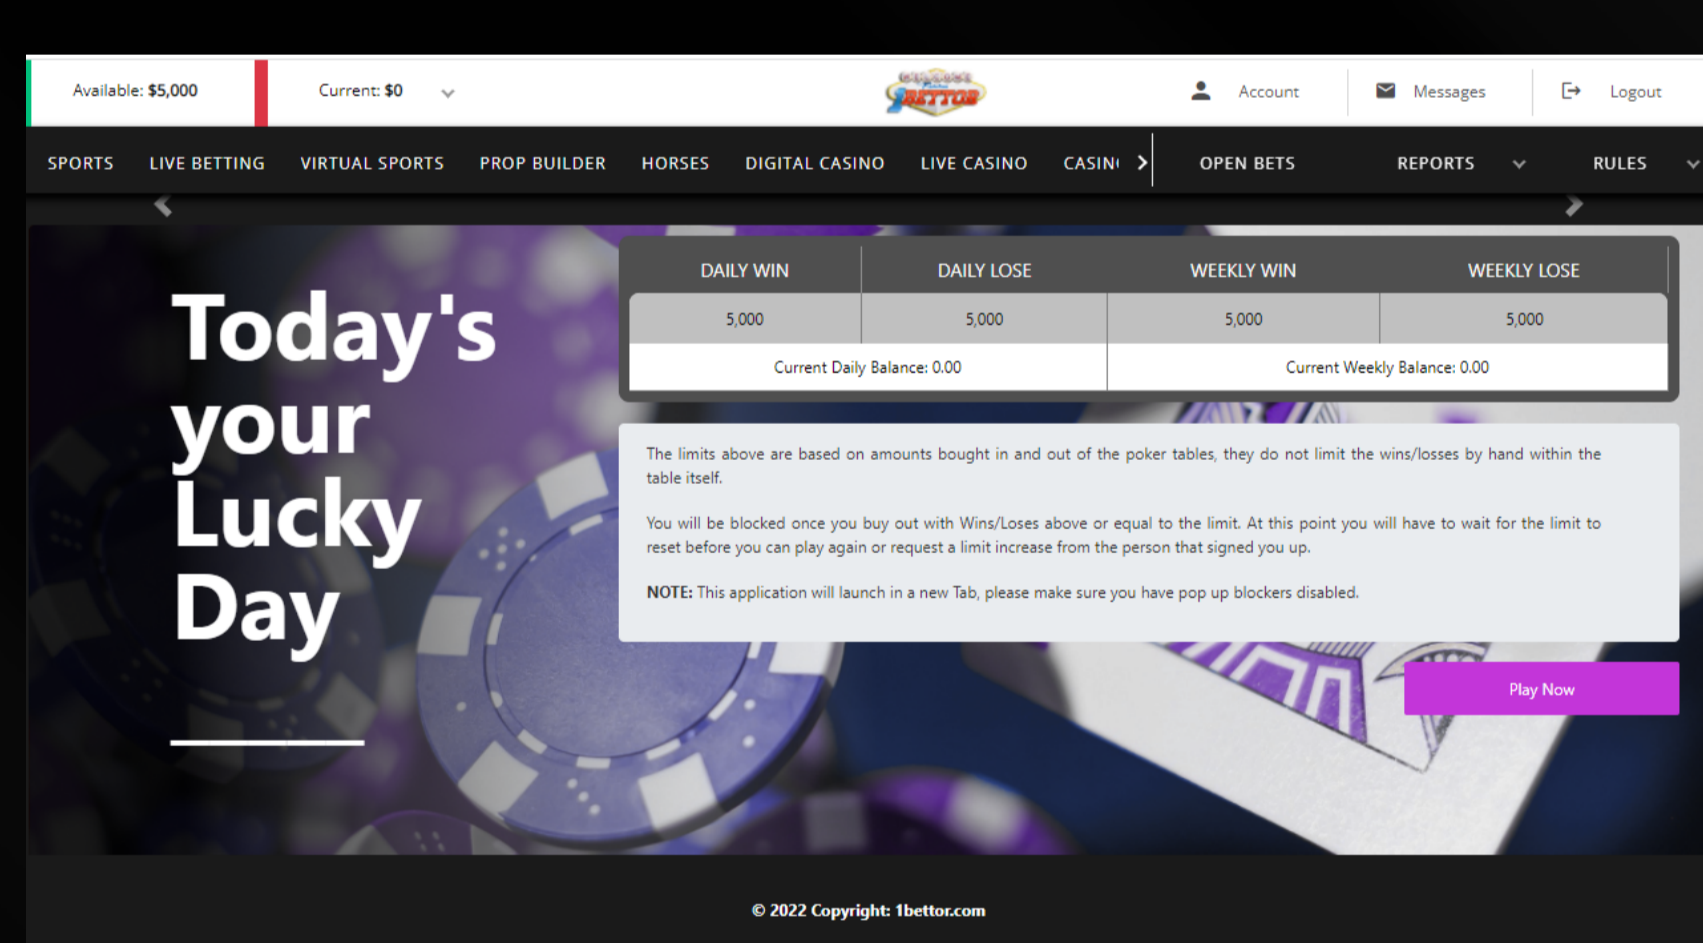 Available: $5,000
Current: $0
BETTOR
Account
Messages
Logout
SPORTS
LIVE BETTING
VIRTUAL SPORTS
PROP BUILDER
HORSES
DIGITAL CASINO
LIVE CASINO
OPEN BETS
REPORTS
RULES
Today's
your
Lucky
Day
DAILY WIN
DAILY LOSE
WEEKLY WIN
WEEKLY LOSE
5,000
5,000
5,000
5,000
Current Daily Balance: 0.00
Current Weekly Balance: 0.00
The limits above are based on amounts bought in and out of the poker tables, they do not limit the wins/losses by hand within the
table itself.
You will be blocked once you buy out with Wins/Loses above or equal to the limit. At this point you will have to wait for the limit to
reset before you can play again or request a limit increase from the person that signed you up.
NOTE: This application will launch in a new Tab, please make sure you have pop up blockers disabled.
Play Now
© 2022 Copyright: 1bettor.com